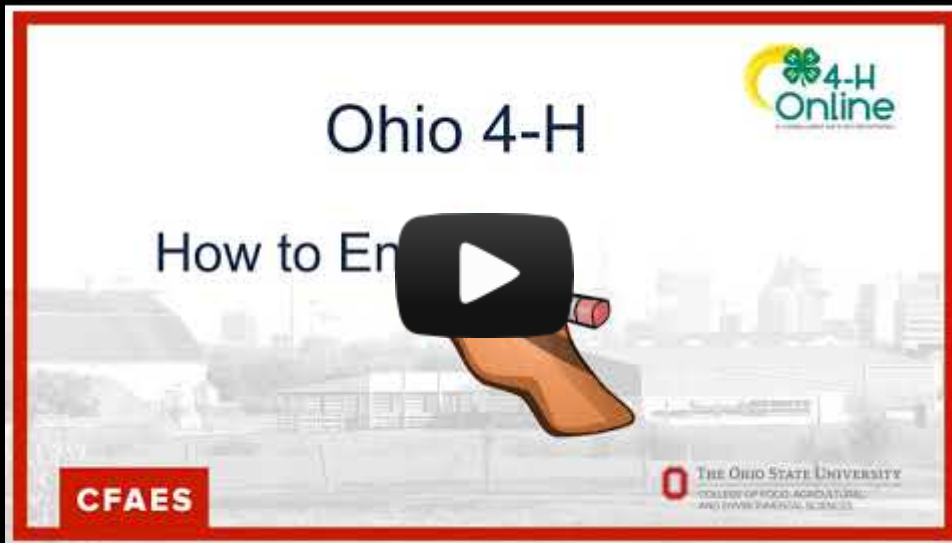 4-H
Online
Ohio 4-H
How to En
CFAES
THE OHIO STATE UNIVERSITY
COLLEGE OF FOOD, AGRICULTURAL,
AND ENVIRONMENTAL SCIENCES